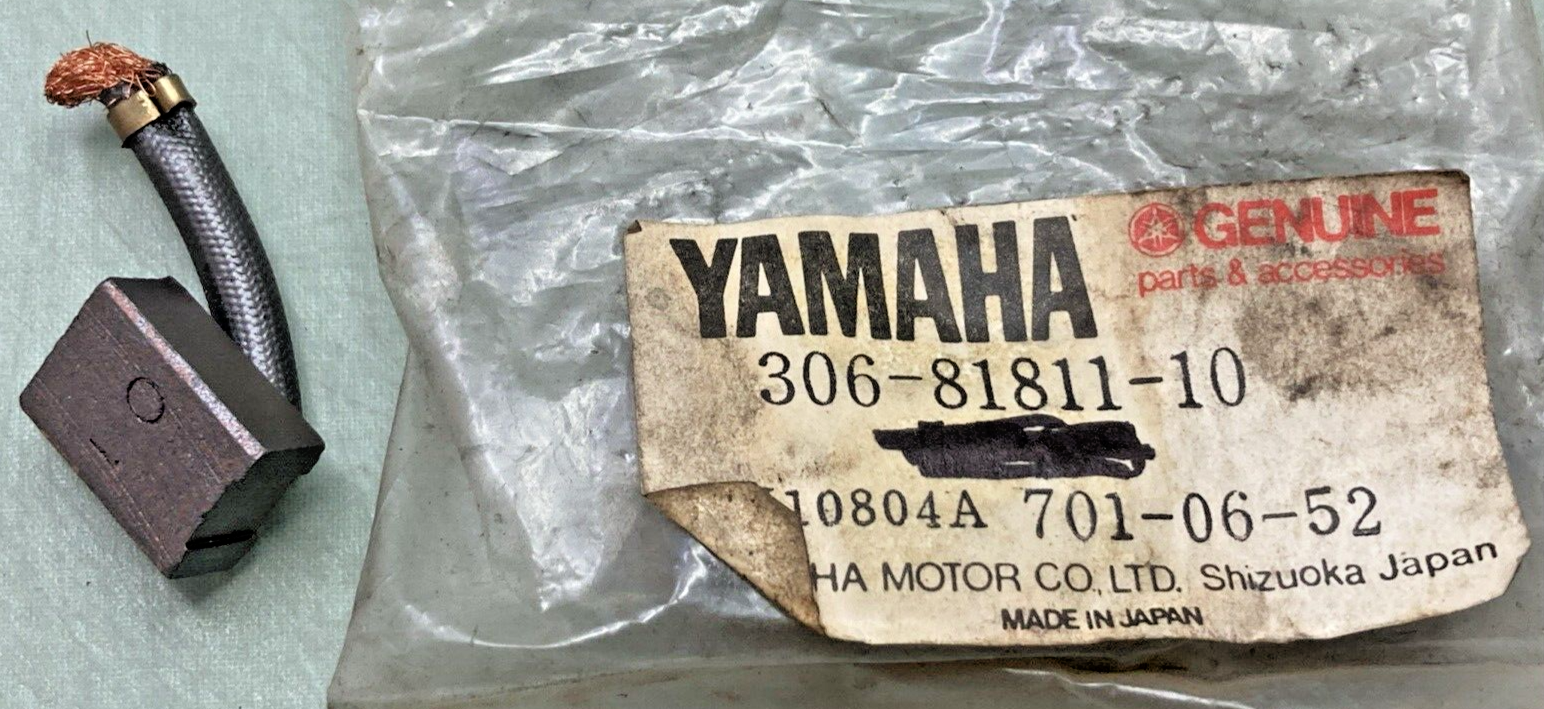 YAMAHA
GENUINE
parts & accessories
306-81811-10
10804A 701-06-52
HA MOTOR CO., LTD. Shizuoka Japan
MADE IN JAPAN